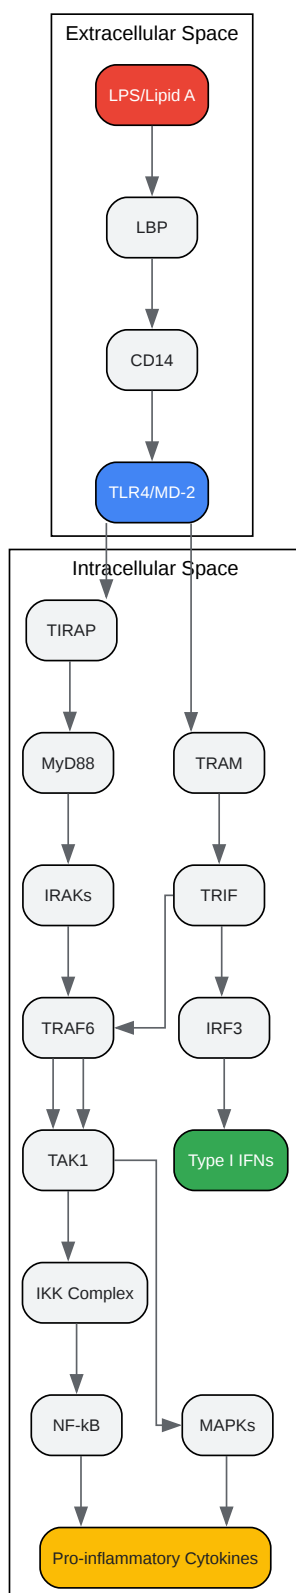 Extracellular Space
LPS/Lipid A
LBP
CD14
TLR4/MD-2
Intracellular Space
TIRAP
MyD88
TRAM
IRAKs
TRIF
TRAF6
IRF3
TAK1
Type I IFNs
IKK Complex
NF-kB
MAPKs
Pro-inflammatory Cytokines